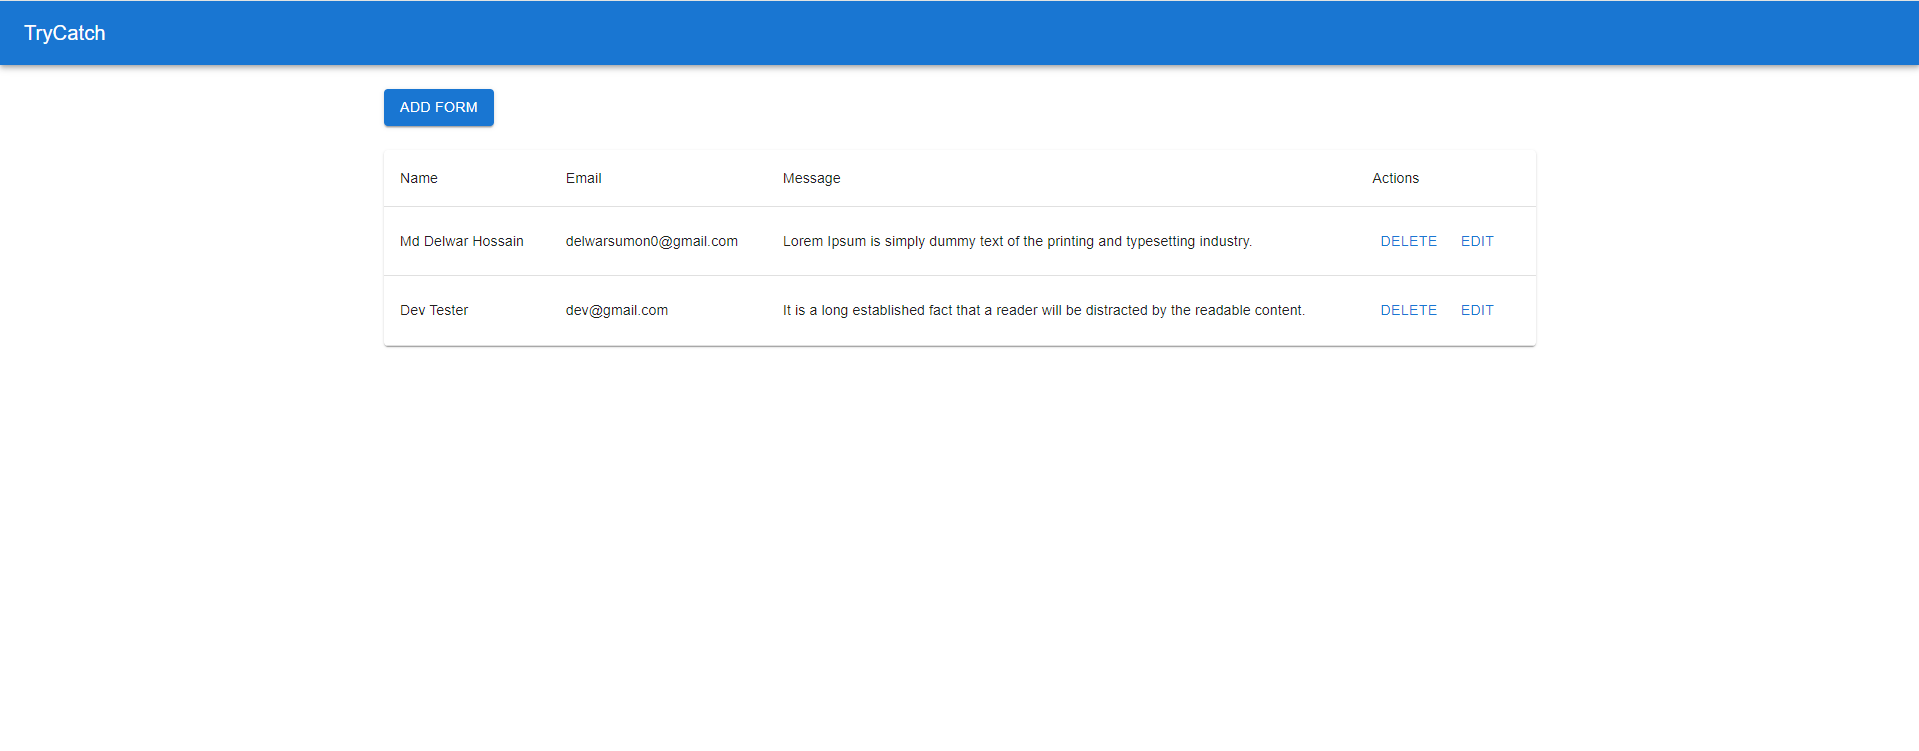 TryCatch
ADD FORM
Name Email Message Actions
Md Delwar Hossain delwarsumon0@gmail.com Lorem Ipsum is simply dummy text of the printing and typesetting industry. DELETE EDIT
Dev Tester dev@gmail.com It is a long established fact that a reader will be distracted by the readable content. DELETE EDIT